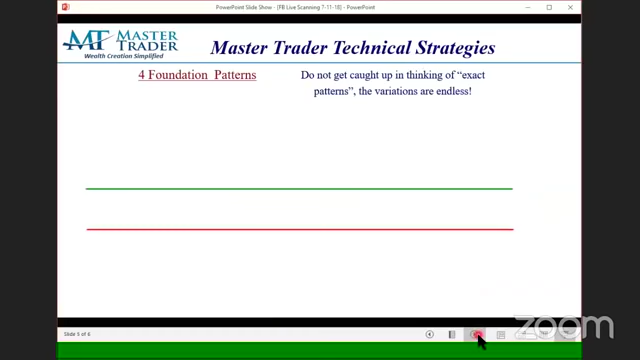 PowerPoint Slide Show - [FB Live Scanning 7-11-18] - PowerPoint
MT MASTER TRADER
Wealth Creation Simplified
Master Trader Technical Strategies
4 Foundation Patterns
Do not get caught up in thinking of “exact
patterns”, the variations are endless!
Slide 5 of 6
zoom